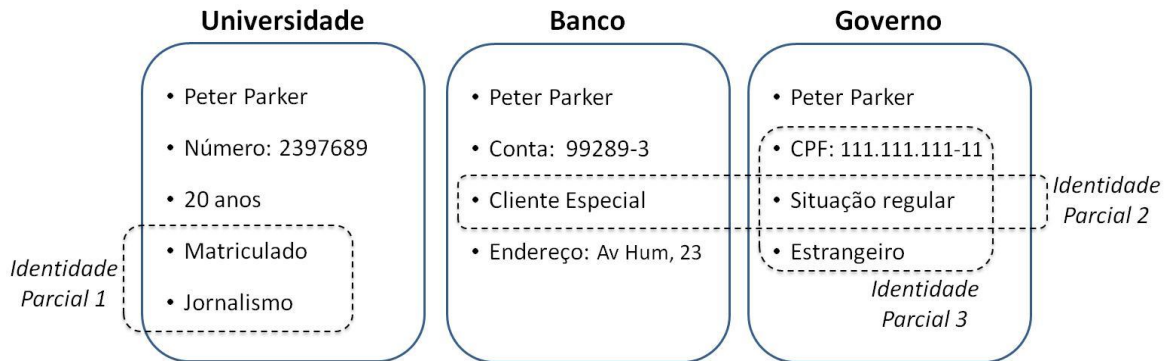 Universidade
Banco
Governo
• Peter Parker
• Número: 2397689
• 20 anos
• Matriculado
• Jornalismo
Identidade
Parcial 1
• Peter Parker
• Conta: 99289-3
• Cliente Especial
• Endereço: Av Hum, 23
• Peter Parker
• CPF: 111.111.111-11
• Situação regular
• Estrangeiro
Identidade
Parcial 2
Identidade
Parcial 3